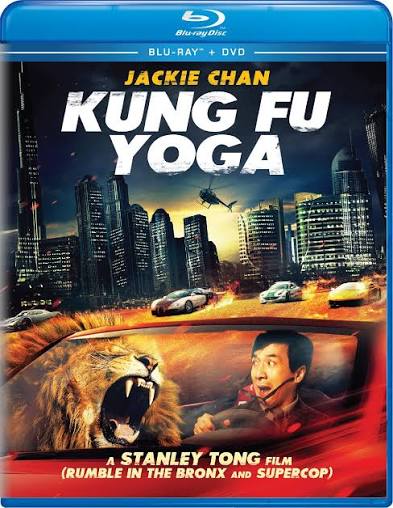 Blu-ray Disc
BLU-RAY™ + DVD
JACKIE CHAN
KUNG FU
YOGA
A STANLEY TONG FILM
(RUMBLE IN THE BRONX AND SUPERCOP)